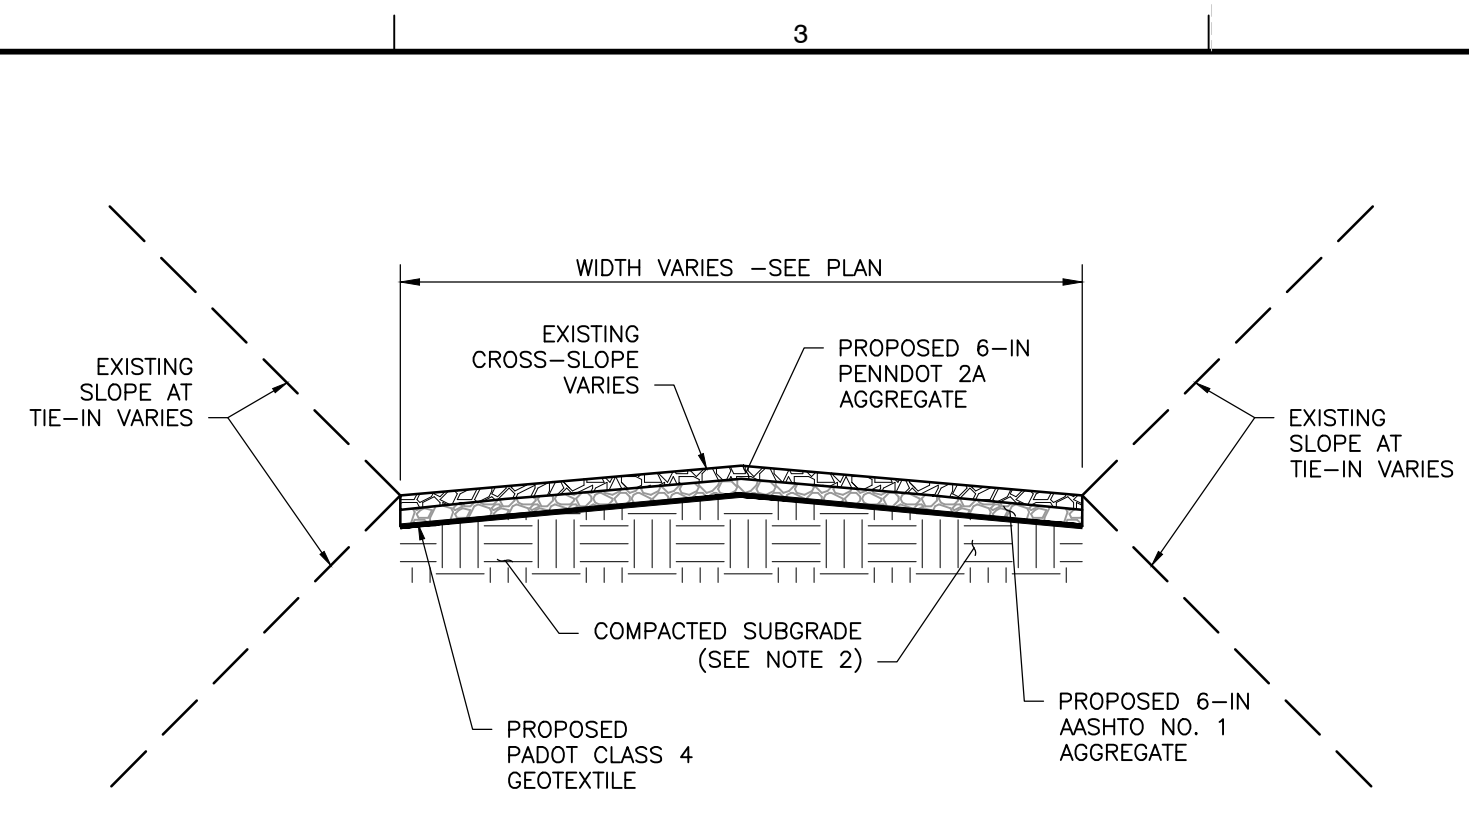 3
WIDTH VARIES -SEE PLAN
EXISTING
CROSS-SLOPE
VARIES
PROPOSED 6-IN
PENNDOT 2A
AGGREGATE
EXISTING
SLOPE AT
TIE-IN VARIES
EXISTING
SLOPE AT
TIE-IN VARIES
COMPACTED SUBGRADE
(SEE NOTE 2)
PROPOSED 6-IN
AASHTO NO. 1
AGGREGATE
PROPOSED
PADOT CLASS 4
GEOTEXTILE